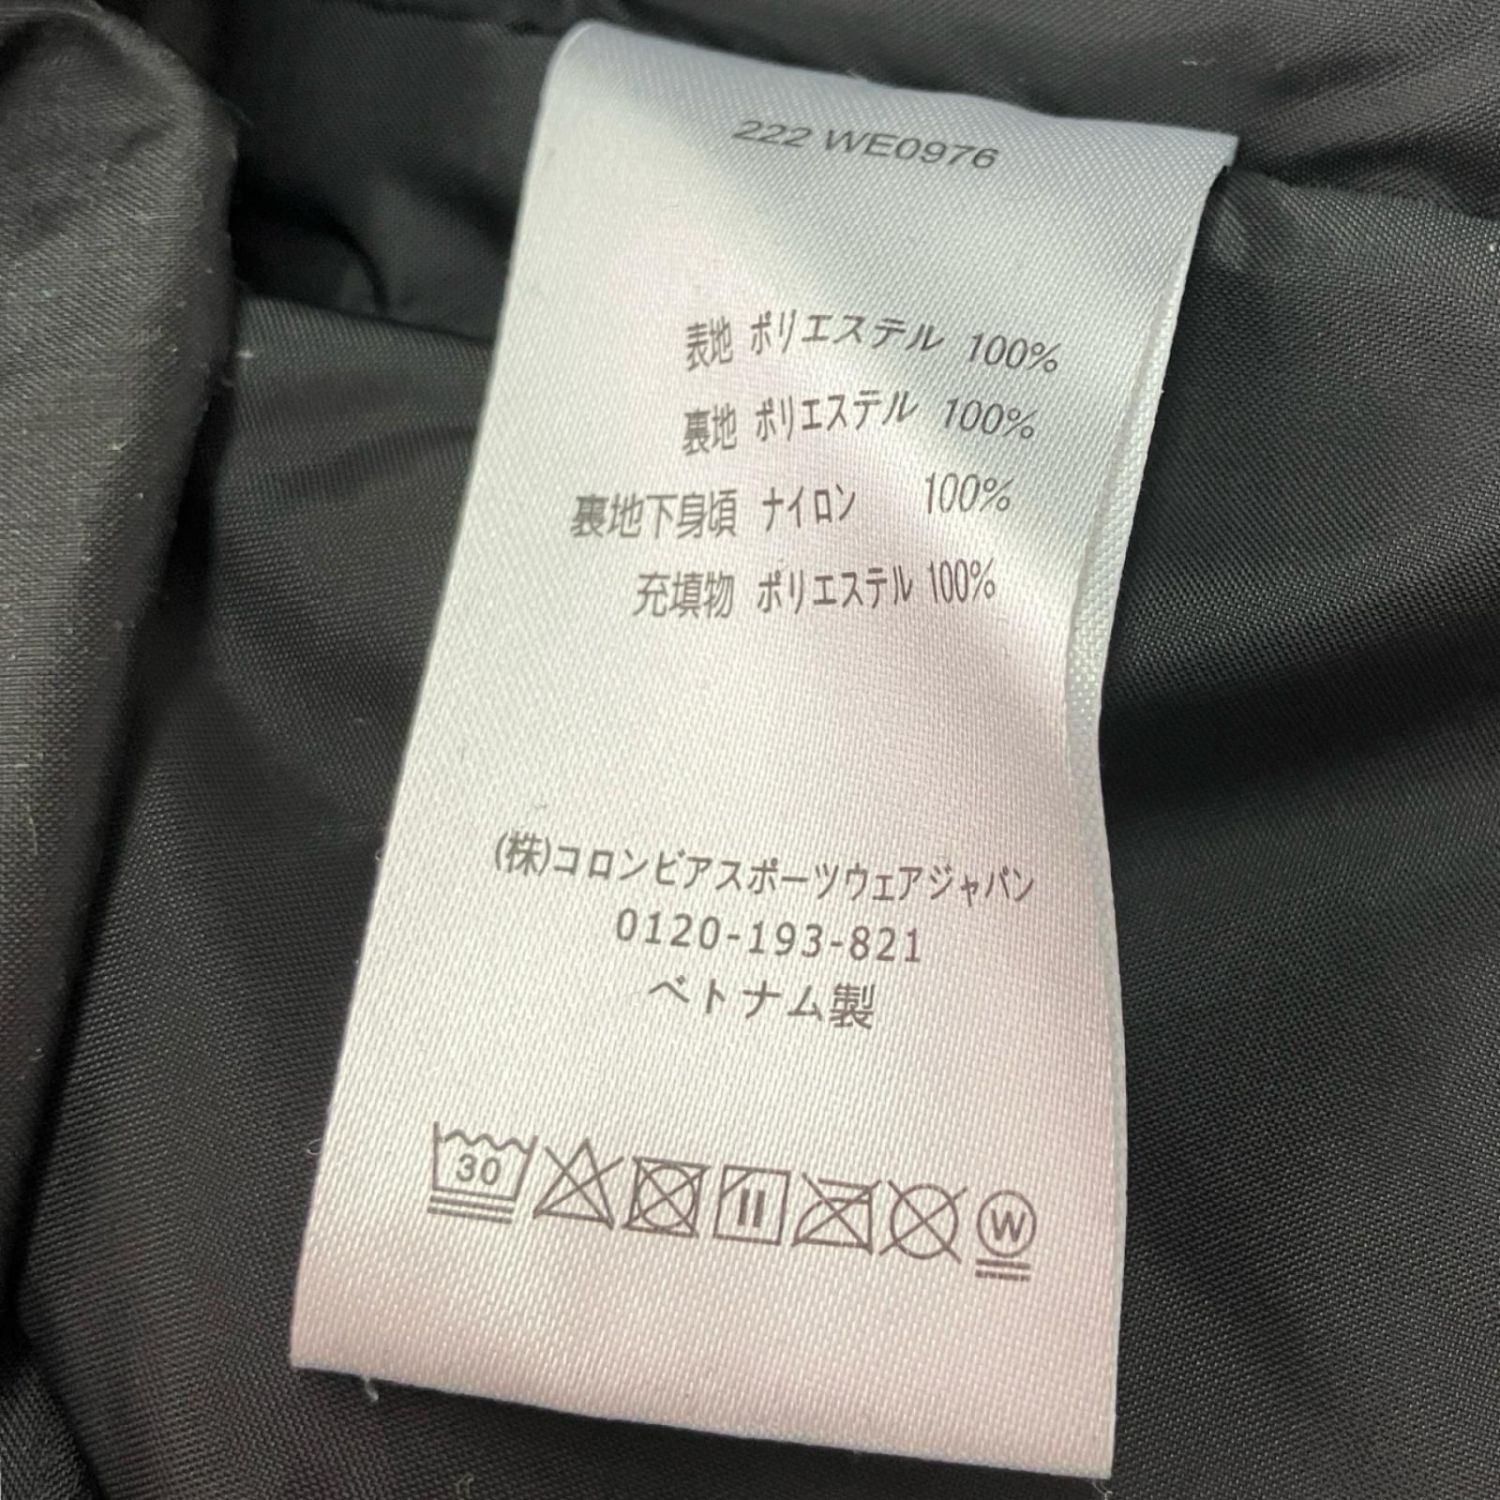 222 WE0976
表地 ポリエステル 100%
裏地 ポリエステル 100%
裏地下身頃 ナイロン 100%
充填物 ポリエステル 100%
(株)コロンビアスポーツウェアジャパン
0120-193-821
ベトナム製
30
W